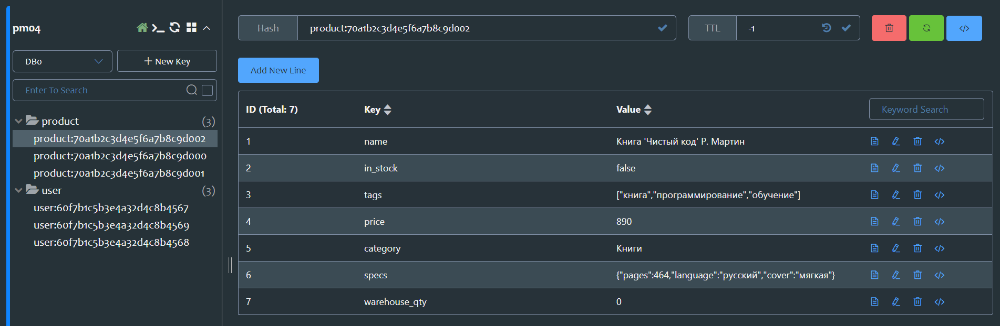 pm04
DB0
+ New Key
Enter To Search
product (3)
product:70a1b2c3d4e5f6a7b8c9d002
product:70a1b2c3d4e5f6a7b8c9d000
product:70a1b2c3d4e5f6a7b8c9d001
user (3)
user:60f7b1c5b3e4a32d4c8b4567
user:60f7b1c5b3e4a32d4c8b4569
user:60f7b1c5b3e4a32d4c8b4568
Hash product:70a1b2c3d4e5f6a7b8c9d002 TTL -1
Add New Line
ID (Total: 7) Key Value Keyword Search
1 name Книга 'Чистый код' Р. Мартин
2 in_stock false
3 tags ["книга","программирование","обучение"]
4 price 890
5 category Книги
6 specs {"pages":464,"language":"русский","cover":"мягкая"}
7 warehouse_qty 0